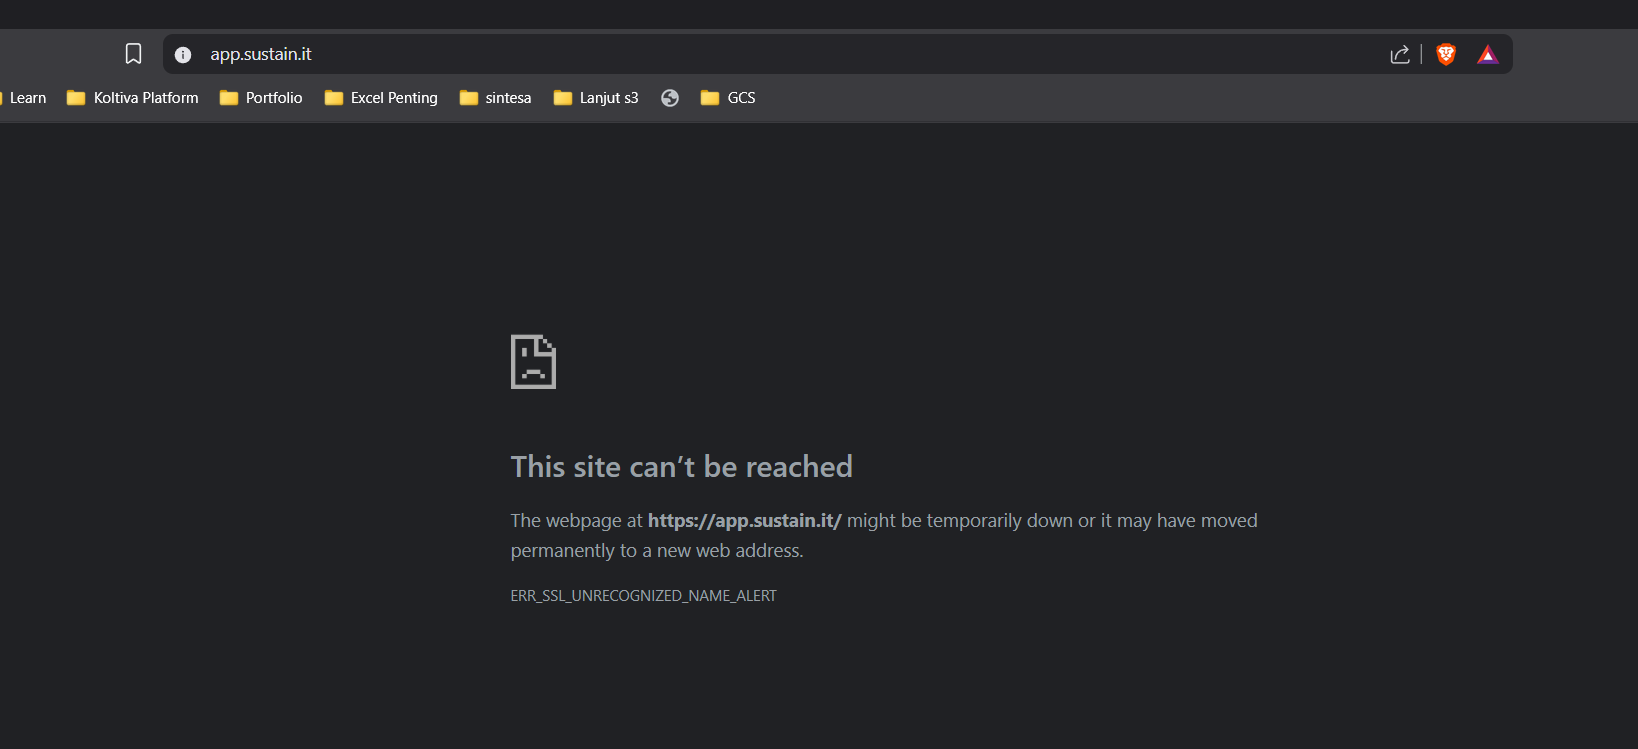 app.sustain.it
Learn Koltiva Platform Portfolio Excel Penting sintesa Lanjut s3 GCS
This site can’t be reached
The webpage at https://app.sustain.it/ might be temporarily down or it may have moved
permanently to a new web address.
ERR_SSL_UNRECOGNIZED_NAME_ALERT